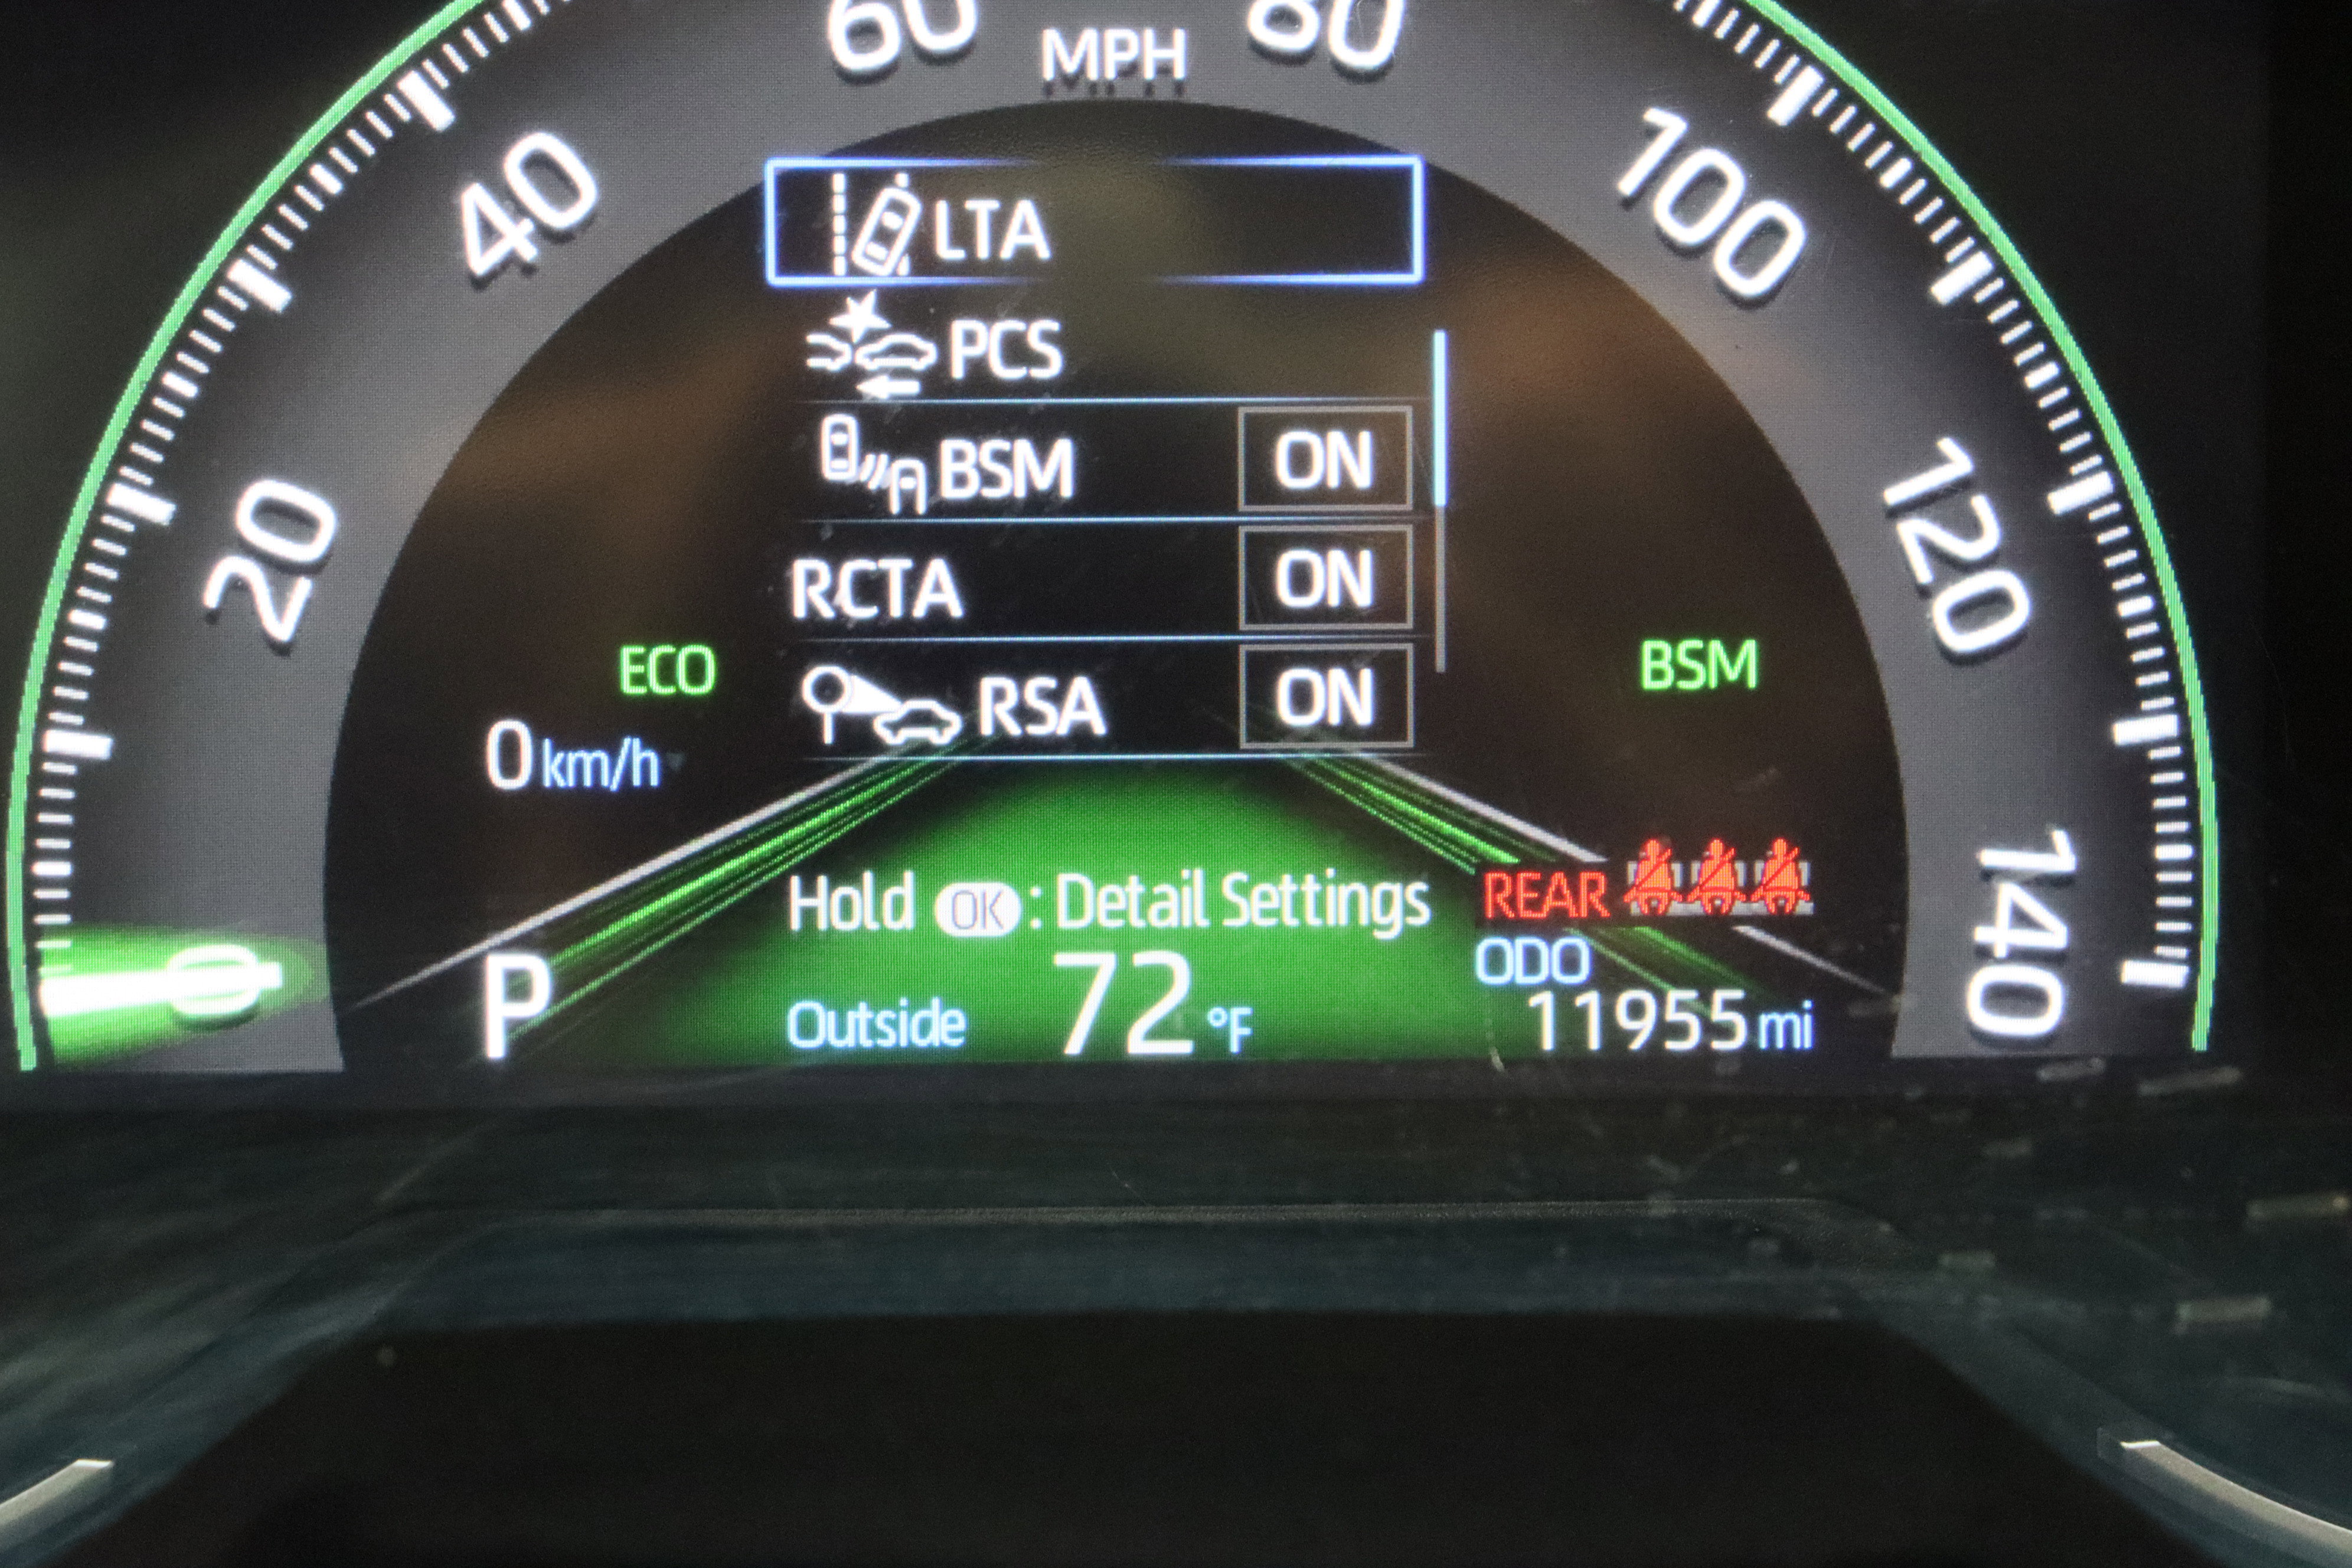 60
MPH
80
40
100
20
120
0
140
LTA
PCS
BSM ON
RCTA ON
RSA ON
ECO
BSM
0 km/h
Hold OK : Detail Settings
REAR
P
Outside 72 °F
ODO
11955 mi